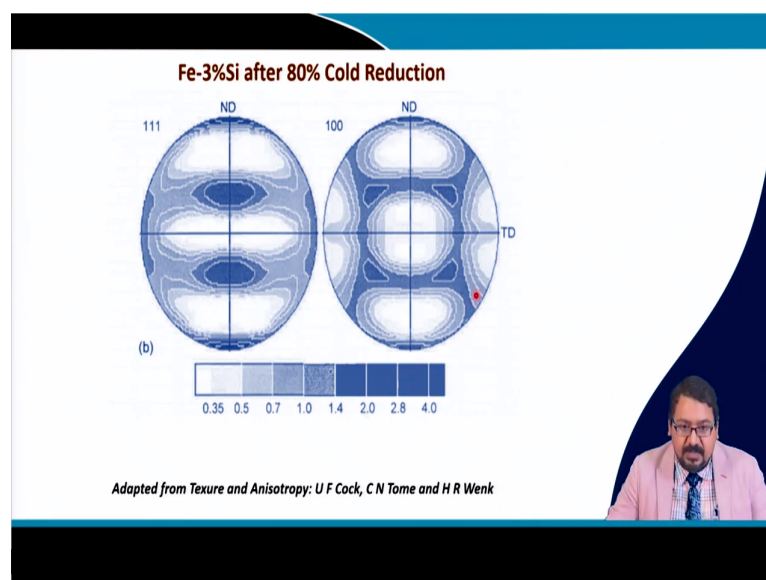 Fe-3%Si after 80% Cold Reduction
111
ND
100
ND
TD
(b)
0.35 0.5 0.7 1.0 1.4 2.0 2.8 4.0
Adapted from Texure and Anisotropy: U F Cock, C N Tome and H R Wenk